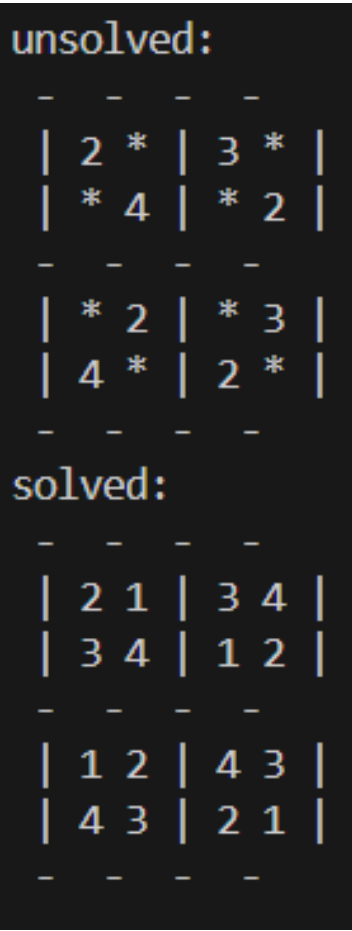 unsolved:
- - - -
| 2 * | 3 * |
| * 4 | * 2 |
- - - -
| * 2 | * 3 |
| 4 * | 2 * |
- - - -
solved:
- - - -
| 2 1 | 3 4 |
| 3 4 | 1 2 |
- - - -
| 1 2 | 4 3 |
| 4 3 | 2 1 |
- - - -